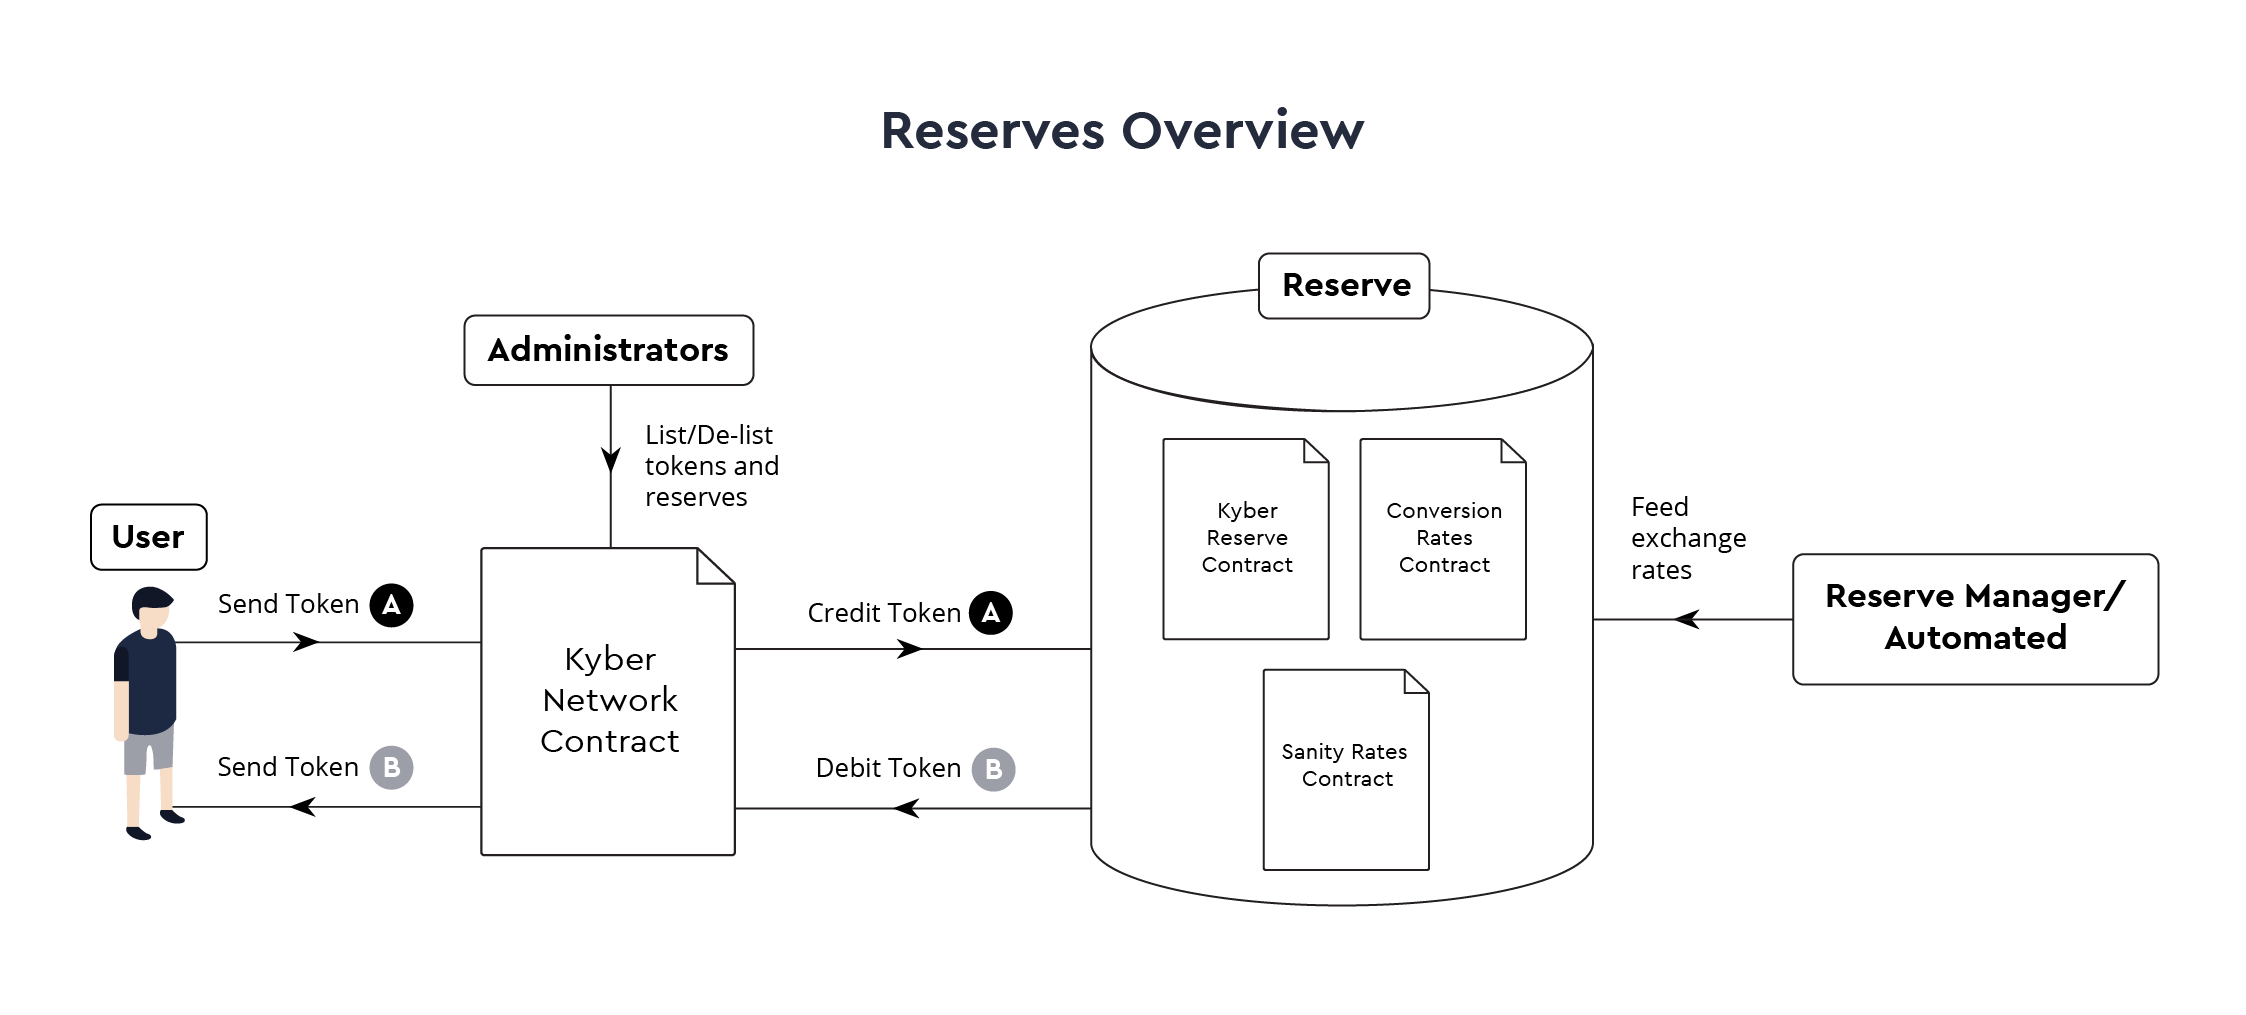 Reserves Overview
Reserve
Administrators
List/De-list
tokens and
reserves
User
Send Token A
Send Token B
Kyber
Network
Contract
Credit Token A
Debit Token B
Kyber
Reserve
Contract
Conversion
Rates
Contract
Sanity Rates
Contract
Feed
exchange
rates
Reserve Manager/
Automated